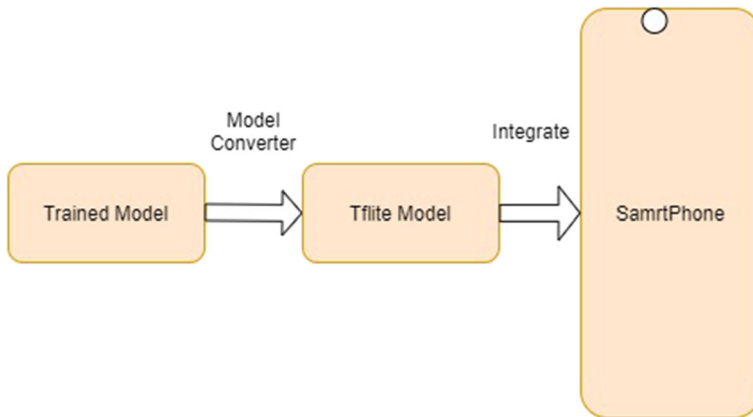 Model
Converter
Integrate
Trained Model
Tflite Model
SamrtPhone